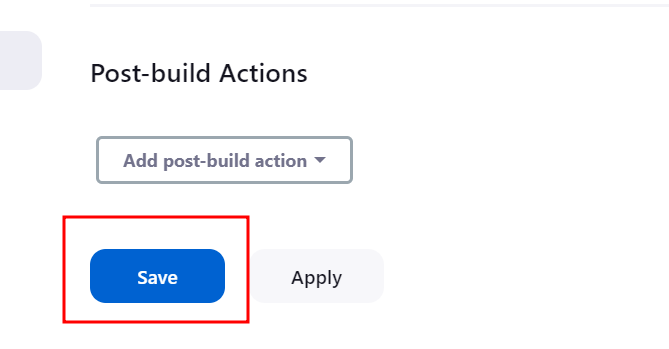 Post-build Actions
Add post-build action
Save Apply